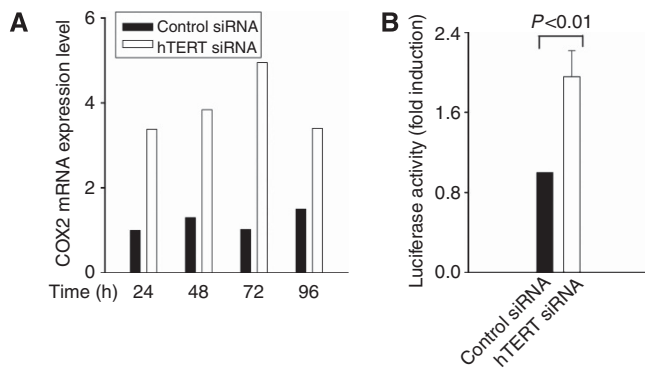 A
COX2 mRNA expression level
6
4
2
0
Control siRNA
hTERT siRNA
Time (h) 24 48 72 96
B
Luciferase activity (fold induction)
P<0.01
2.4
1.6
0.8
0.0
Control siRNA
hTERT siRNA